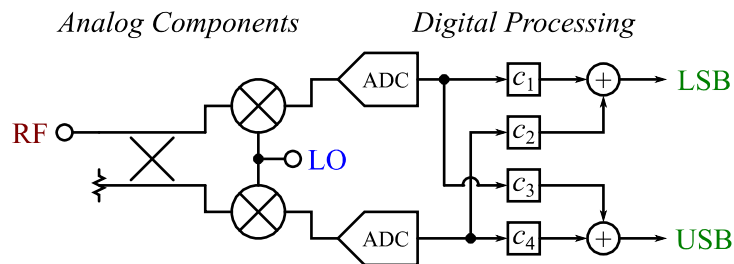 Analog Components Digital Processing
ADC c₁ + LSB
RF c₂
LO
c₃
ADC c₄ + USB